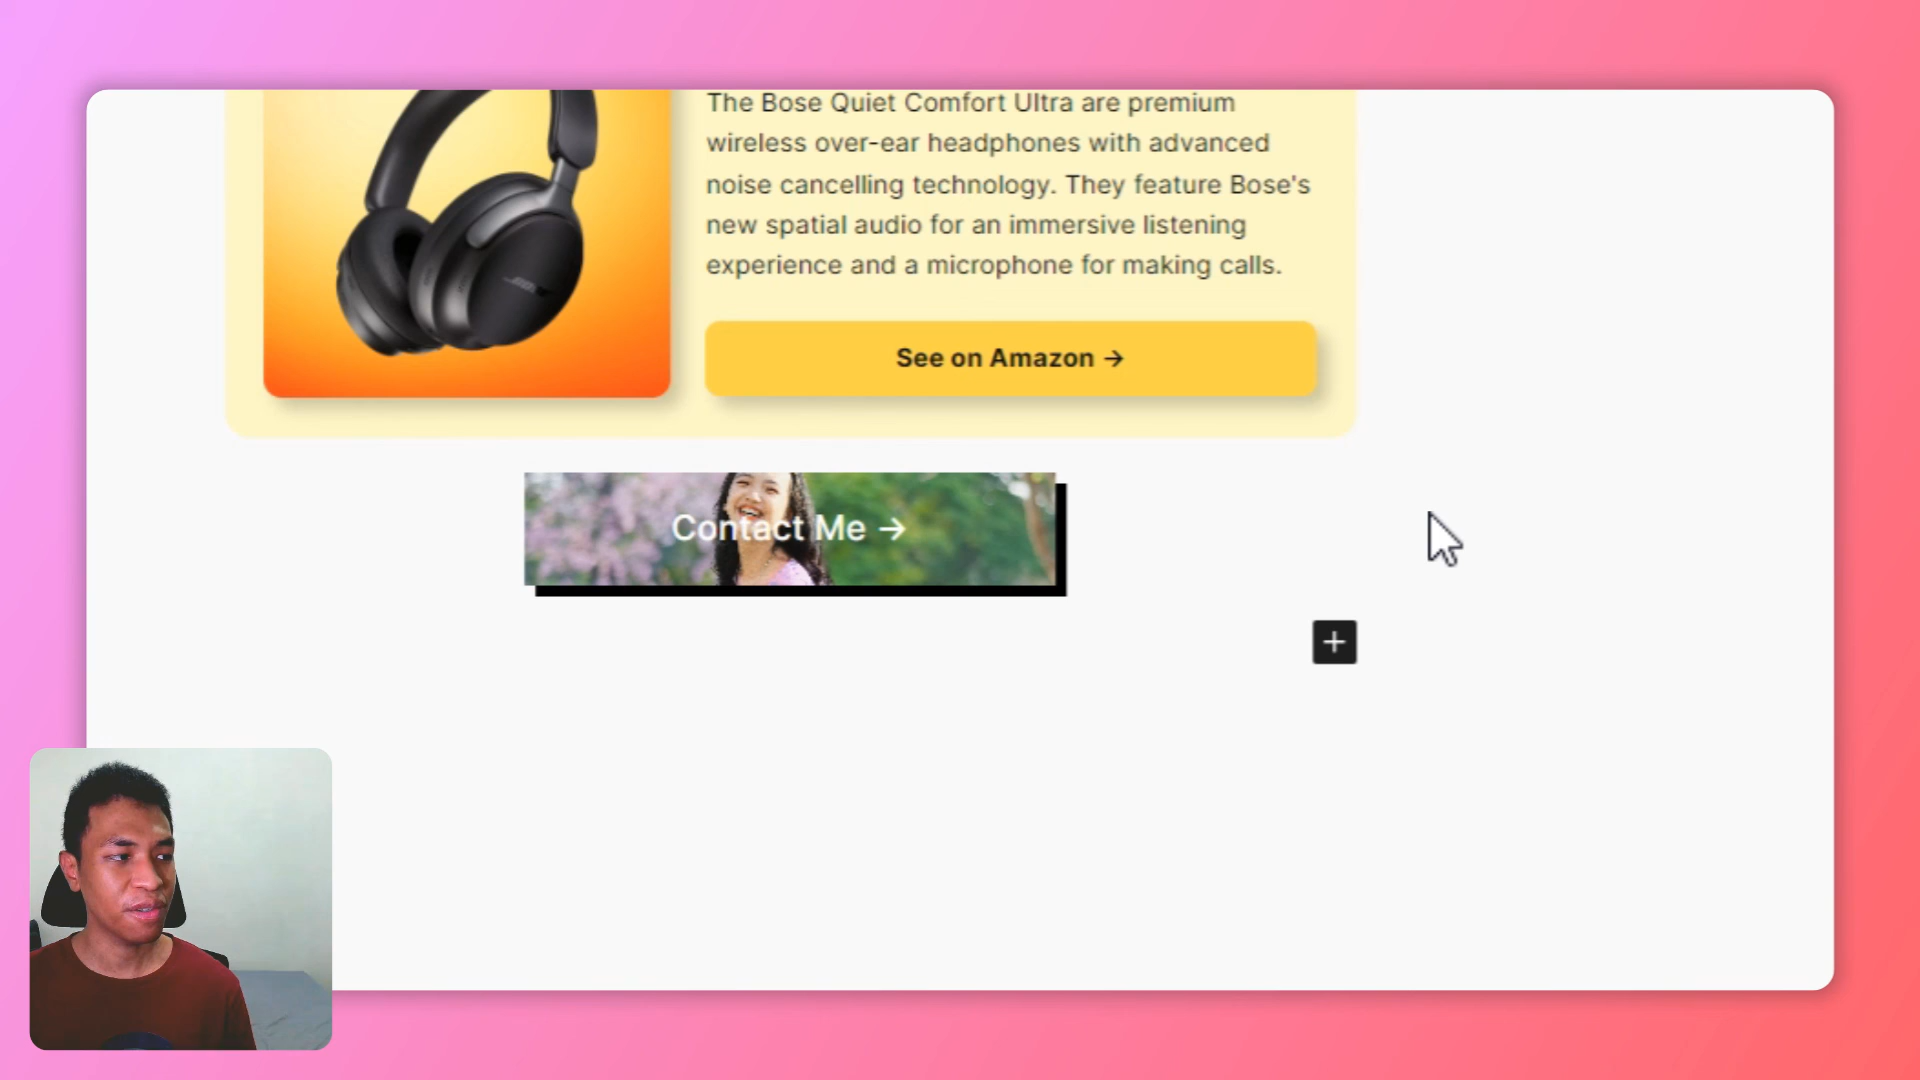 The Bose Quiet Comfort Ultra are premium
wireless over-ear headphones with advanced
noise cancelling technology. They feature Bose's
new spatial audio for an immersive listening
experience and a microphone for making calls.
See on Amazon →
Contact Me →